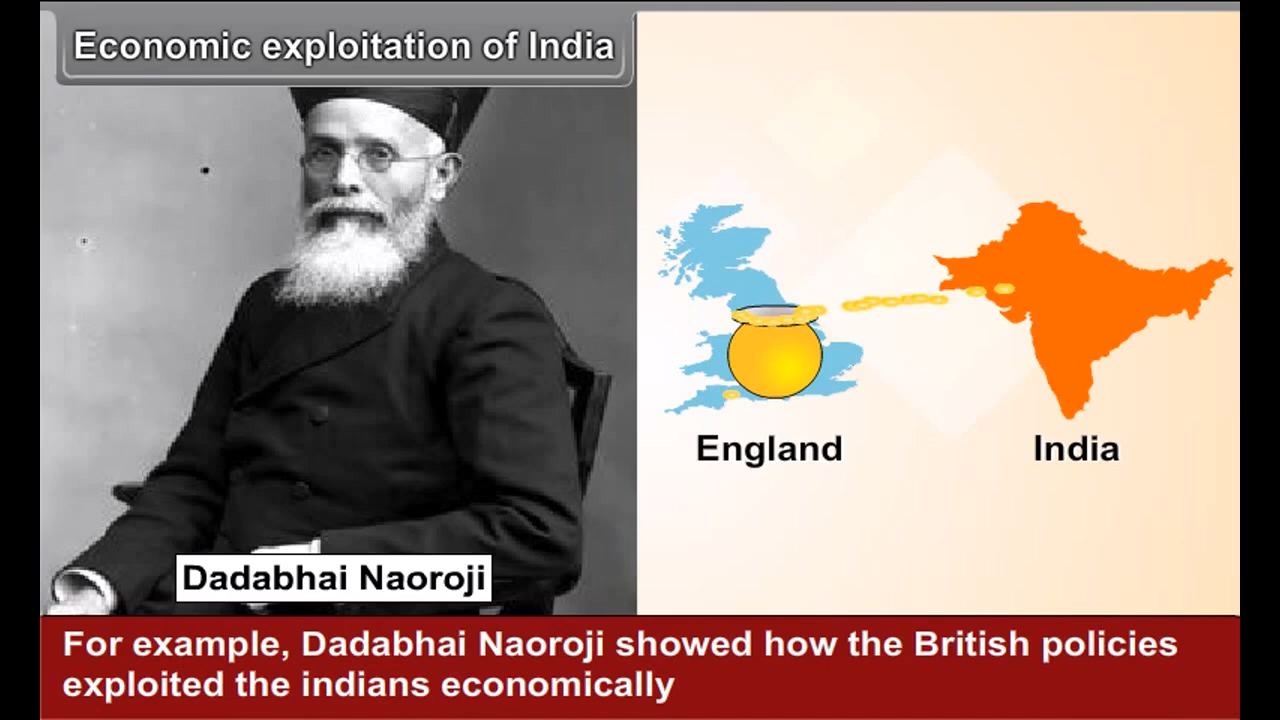 Economic exploitation of India
England
India
Dadabhai Naoroji
For example, Dadabhai Naoroji showed how the British policies
exploited the indians economically